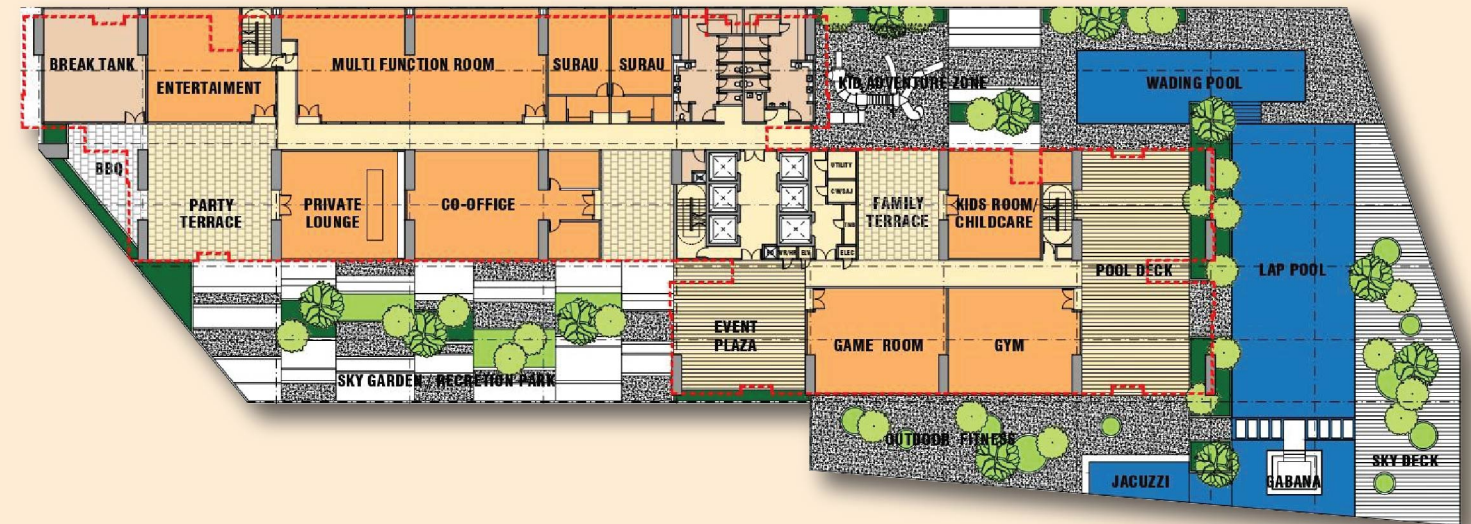 BREAK TANK
ENTERTAIMENT
MULTI FUNCTION ROOM
SURAU
SURAU
KID ADVENTURE ZONE
WADING POOL
BBQ
PARTY
TERRACE
PRIVATE
LOUNGE
CO-OFFICE
UTILITY
FAMILY
TERRACE
KIDS ROOM/
CHILDCARE
POOL DECK
LAP POOL
ELEC
EVENT
PLAZA
GAME ROOM
GYM
SKY GARDEN / RECRETION PARK
OUTDOOR FITNESS
JACUZZI
GABANA
SKY DECK